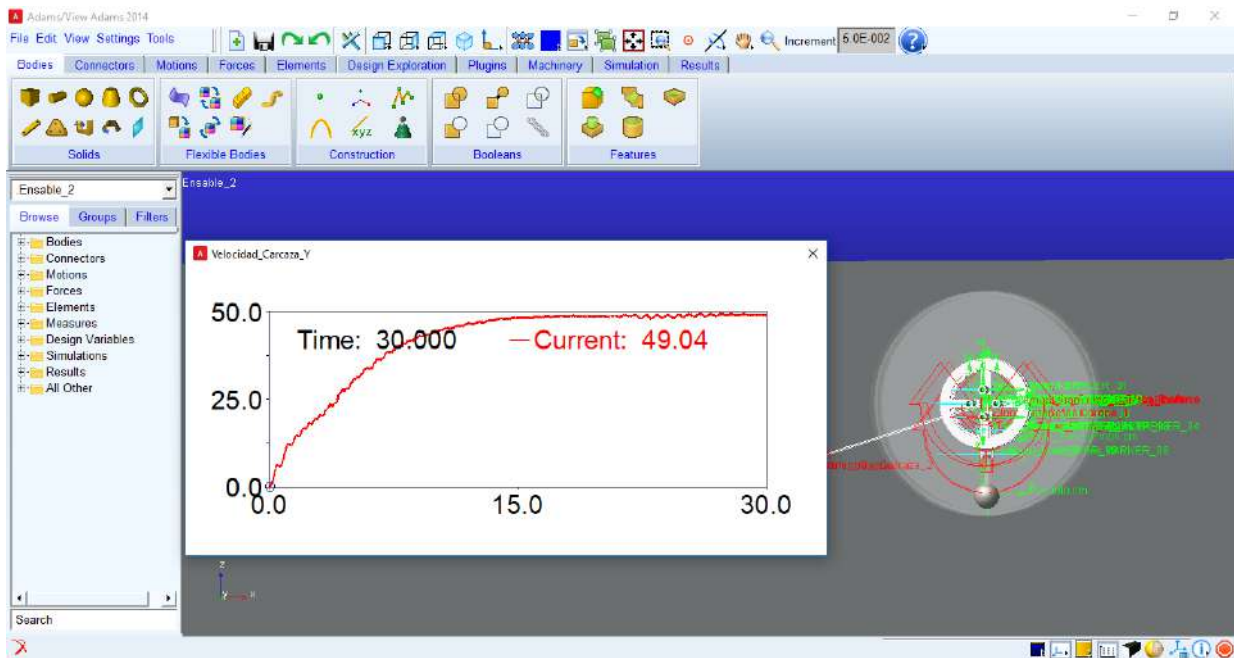 Adams/View Adams 2014
File Edit View Settings Tools
Increment 5.0E-002
Bodies Connectors Motions Forces Elements Design Exploration Plugins Machinery Simulation Results
xyz
Solids Flexible Bodies Construction Booleans Features
.Ensable_2
Ensable_2
Browse Groups Filters
Bodies
Connectors
Motions
Forces
Elements
Measures
Design Variables
Simulations
Results
All Other
Search
Velocidad_Carcaza_Y
50.0
25.0
0.0
Time: 30.000
Current: 49.04
0.0
15.0
30.0
z